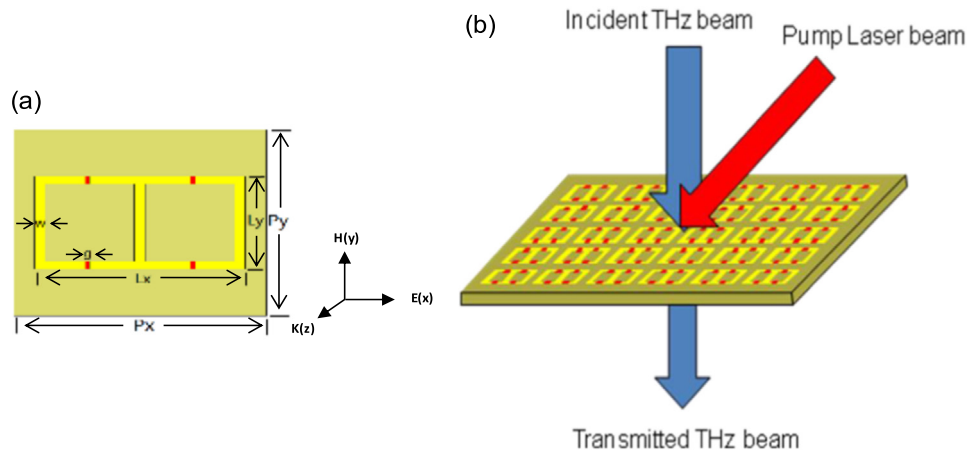 (a)
w
g
Lx
Ly
Py
Px
H(y)
E(x)
K(z)
(b)
Incident THz beam
Pump Laser beam
Transmitted THz beam